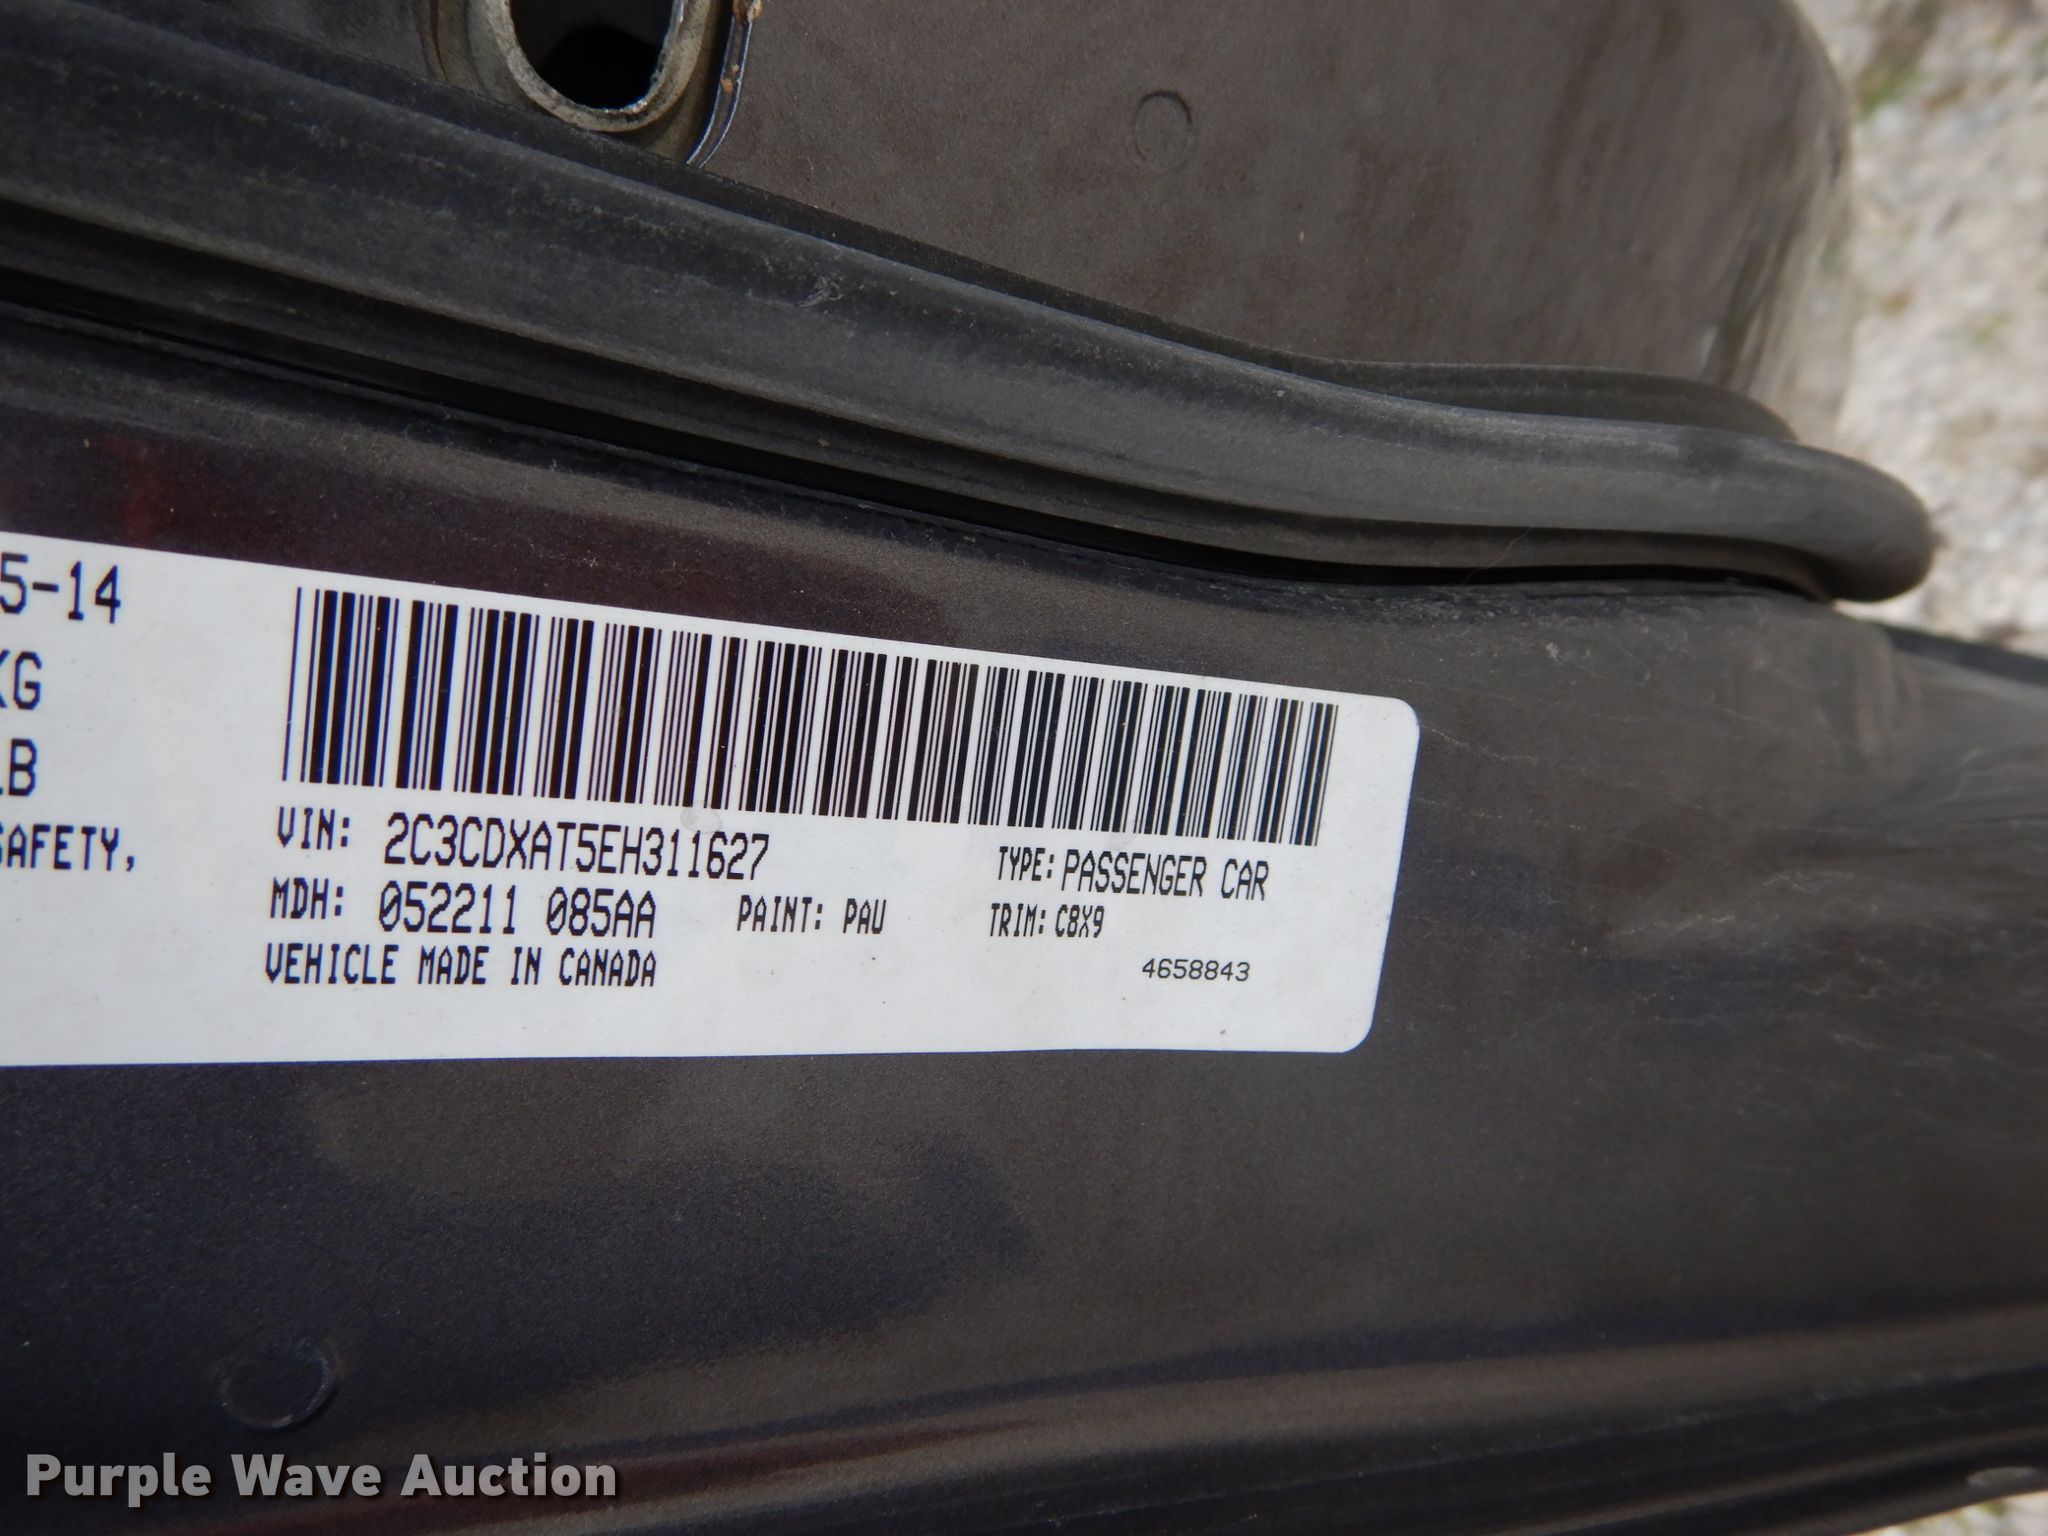 5-14
KG
LB
SAFETY,
VIN: 2C3CDXAT5EH311627
TYPE: PASSENGER CAR
MDH: 052211 085AA
PAINT: PAU
TRIM: C8X9
VEHICLE MADE IN CANADA
4658843
Purple Wave Auction